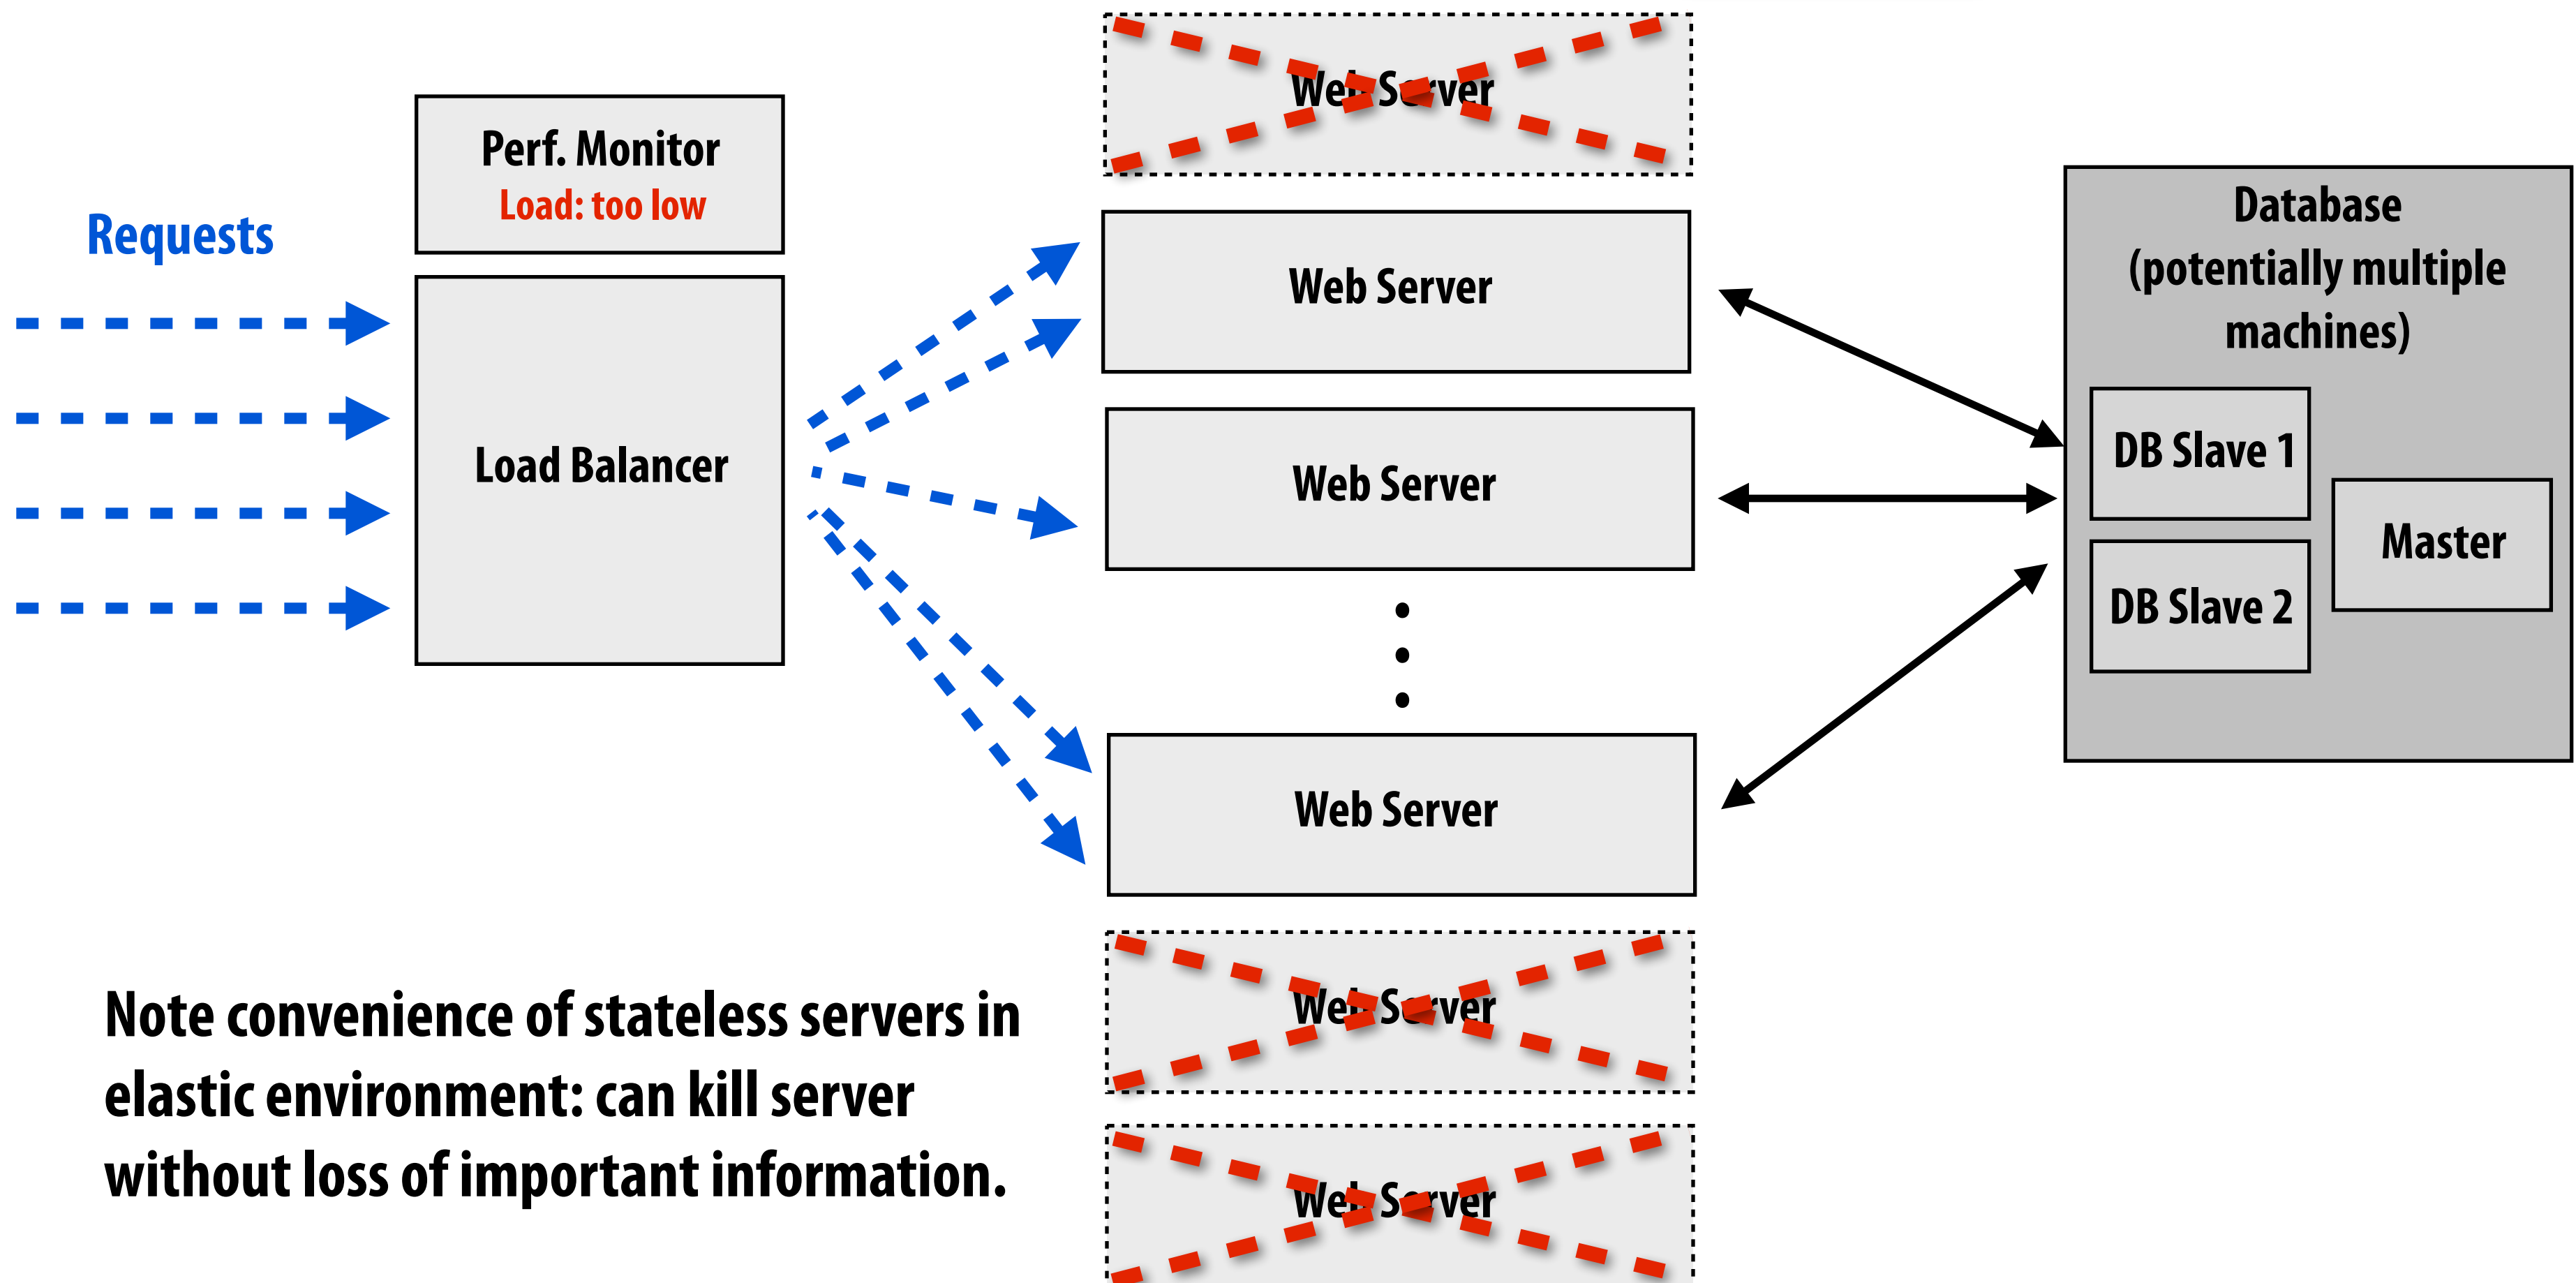 Web Server
Perf. Monitor
Load: too low
Requests
Load Balancer
Web Server
Web Server
Web Server
Database
(potentially multiple
machines)
DB Slave 1
Master
DB Slave 2
Web Server
Web Server
Note convenience of stateless servers in
elastic environment: can kill server
without loss of important information.